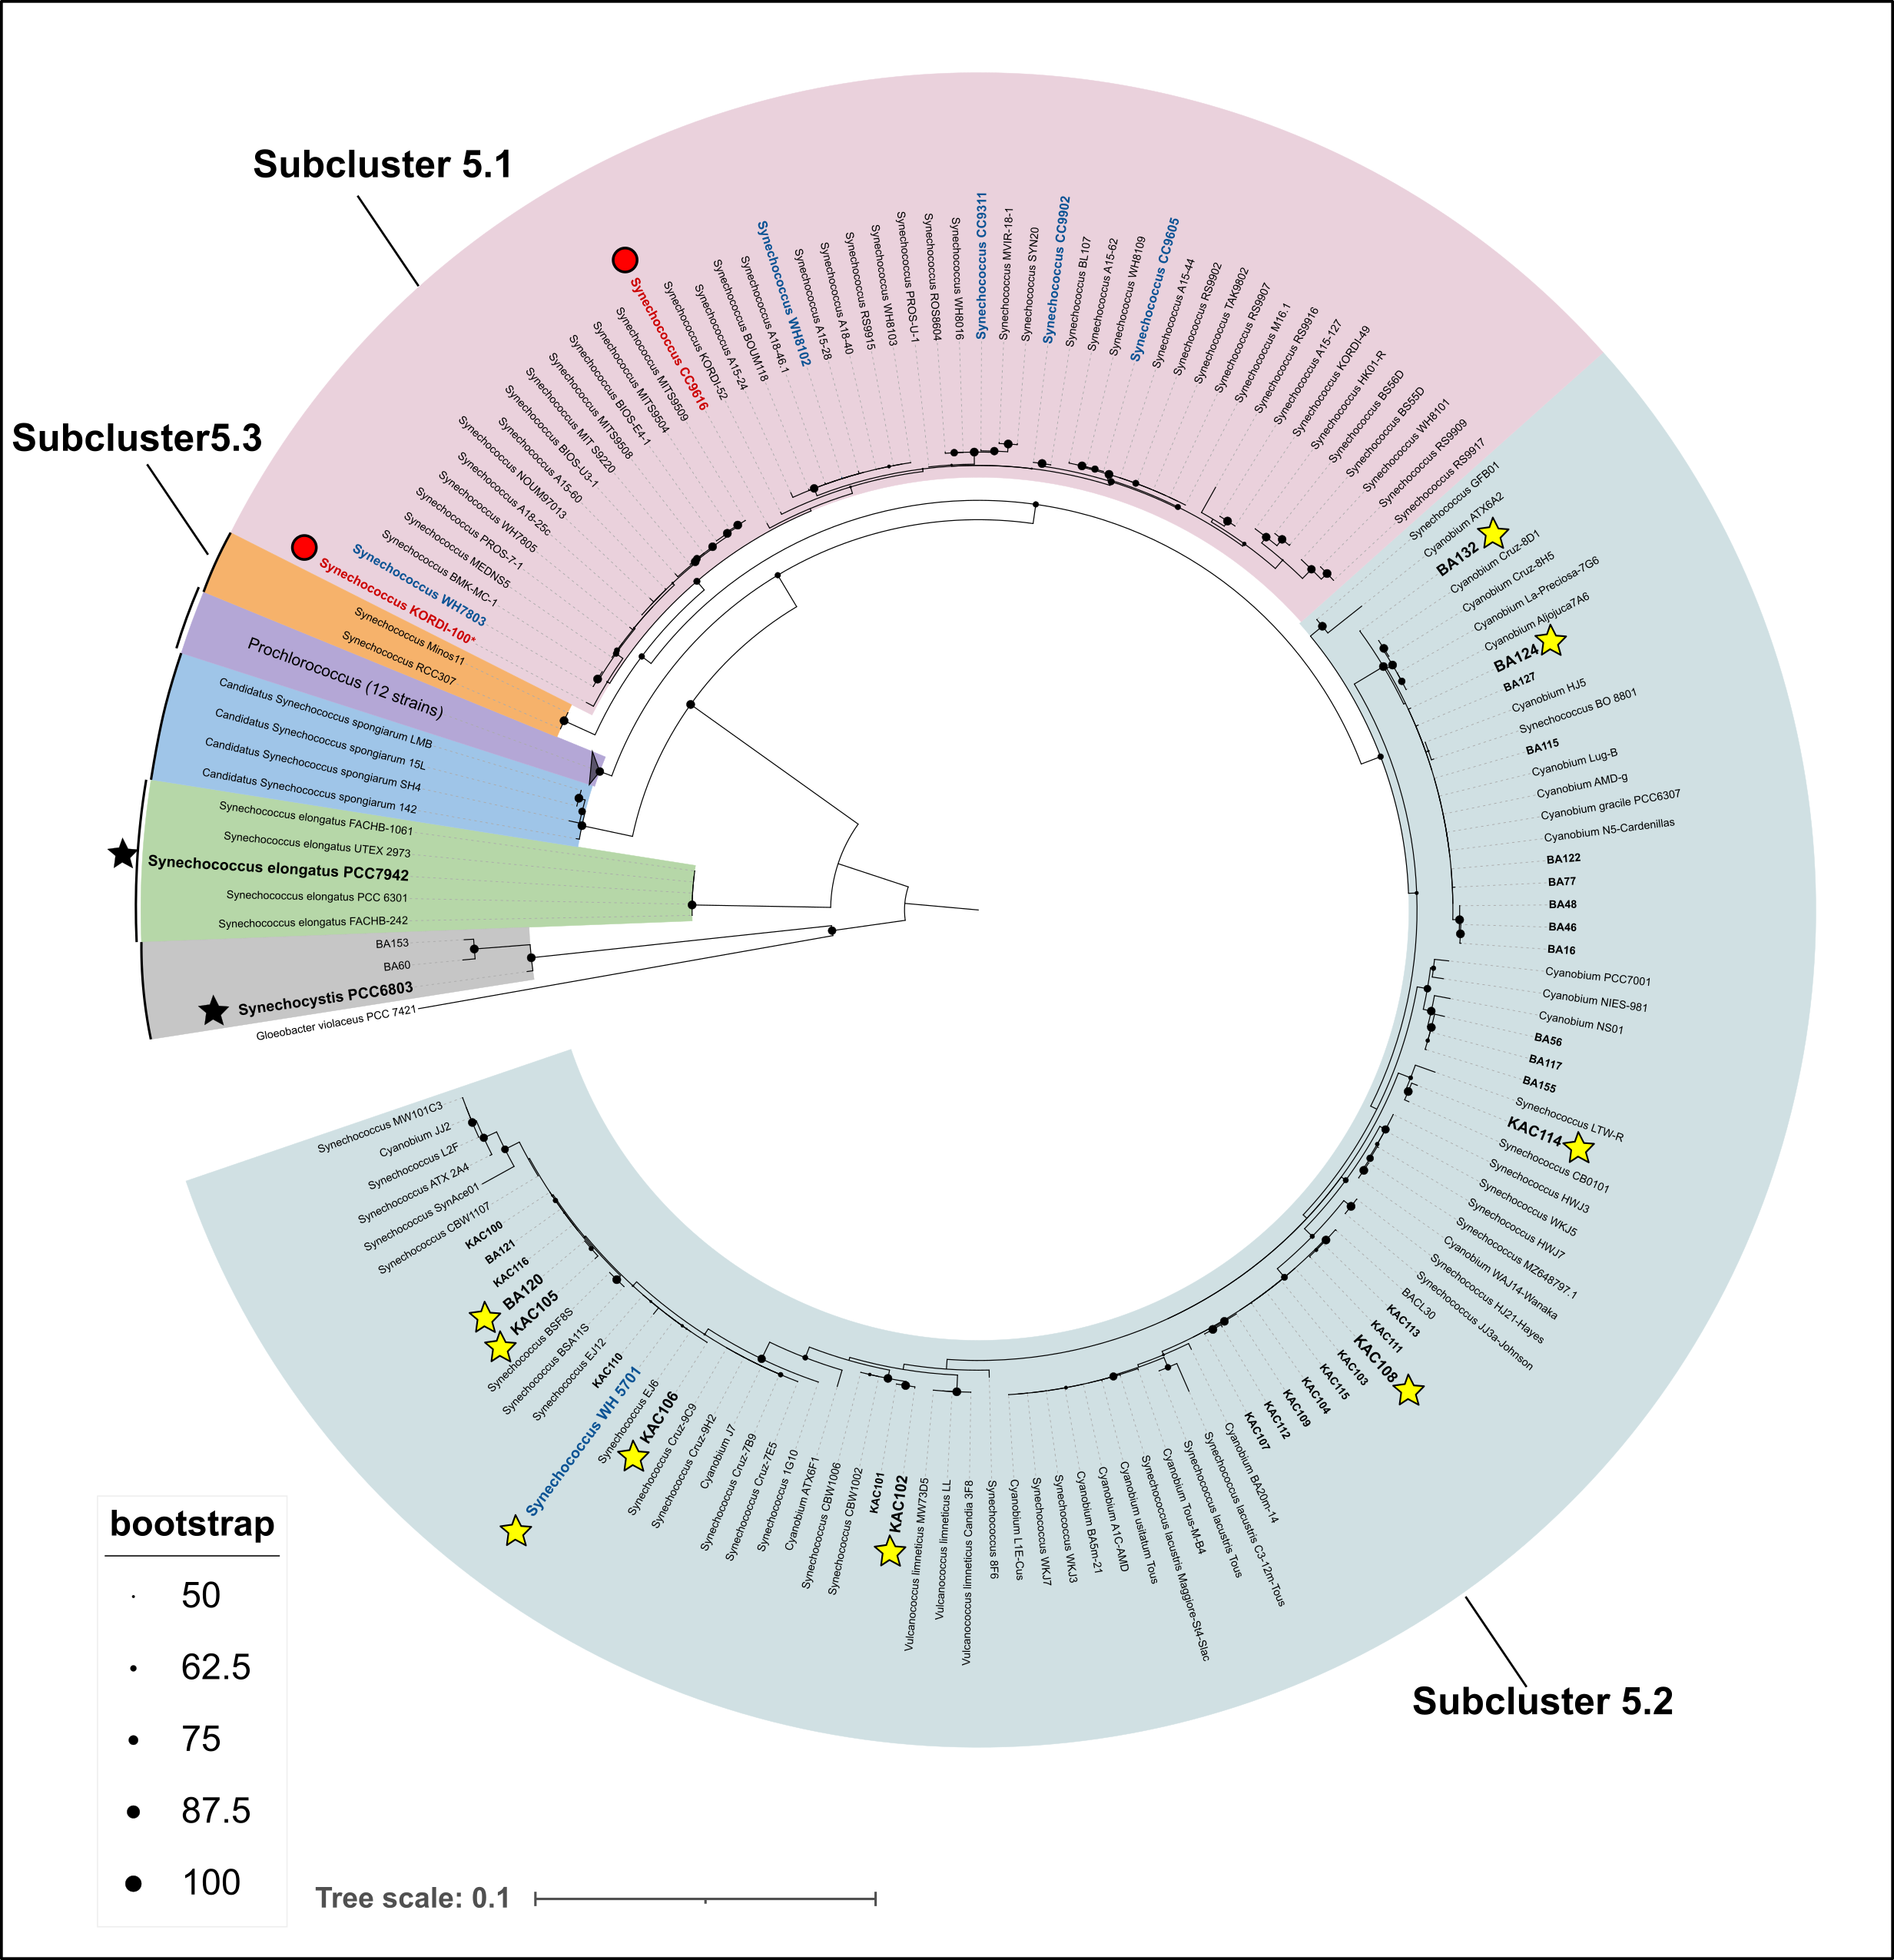 Subcluster 5.1
Subcluster5.3
Subcluster 5.2
Synechococcus KORDI-100*
Synechococcus WH7803
Synechococcus BMK-MC-1
Synechococcus MEDNS5
Synechococcus PROS-7-1
Synechococcus WH7805
Synechococcus A18-25c
Synechococcus NOUM97013
Synechococcus A15-60
Synechococcus BIOS-U3-1
Synechococcus MIT S9220
Synechococcus MITS9508
Synechococcus BIOS-E4-1
Synechococcus MITS9504
Synechococcus MITS9509
Synechococcus CC9616
Synechococcus KORDI-52
Synechococcus A15-24
Synechococcus BOUM118
Synechococcus A18-46.1
Synechococcus WH8102
Synechococcus A15-28
Synechococcus A18-40
Synechococcus RS9915
Synechococcus WH8103
Synechococcus PROS-U-1
Synechococcus ROS8604
Synechococcus WH8016
Synechococcus CC9311
Synechococcus MVIR-18-1
Synechococcus SYN20
Synechococcus CC9902
Synechococcus BL107
Synechococcus A15-62
Synechococcus WH8109
Synechococcus CC9605
Synechococcus A15-44
Synechococcus RS9902
Synechococcus TAK9802
Synechococcus RS9907
Synechococcus M16.1
Synechococcus RS9916
Synechococcus A15-127
Synechococcus KORDI-49
Synechococcus HK01-R
Synechococcus BS56D
Synechococcus BS55D
Synechococcus WH8101
Synechococcus RS9909
Synechococcus RS9917
Synechococcus GFB01
Cyanobium ATX6A2
BA132
Cyanobium Cruz-8D1
Cyanobium Cruz-8H5
Cyanobium La-Preciosa-7G6
Cyanobium Aljojuca7A6
BA124
BA127
Cyanobium HJ5
Synechococcus BO 8801
BA115
Cyanobium Lug-B
Cyanobium AMD-g
Cyanobium gracile PCC6307
Cyanobium N5-Cardenillas
BA122
BA77
BA48
BA46
BA16
Cyanobium PCC7001
Cyanobium NIES-981
Cyanobium NS01
BA56
BA117
BA155
Synechococcus LTW-R
KAC114
Synechococcus CB0101
Synechococcus HWJ3
Synechococcus WKJ5
Synechococcus HWJ7
Synechococcus MZ648797.1
Cyanobium WAJ14-Wanaka
Synechococcus HJ21-Hayes
Synechococcus JJ3a-Johnson
BACL30
KAC113
KAC111
KAC108
KAC103
KAC115
KAC104
KAC109
KAC112
KAC107
Cyanobium BA20m-14
Synechococcus lacustris C3-12m-Tous
Synechococcus lacustris Tous
Cyanobium Tous-M-B4
Synechococcus lacustris Maggiore-St4-Slac
Cyanobium usitatum Tous
Cyanobium A1C-AMD
Cyanobium BA5m-21
Synechococcus WKJ3
Synechococcus WKJ7
Cyanobium L1E-Cus
Synechococcus 8F6
Vulcanococcus limneticus Candia 3F8
Vulcanococcus limneticus LL
Vulcanococcus limneticus MW73D5
KAC102
KAC101
Synechococcus CBW1002
Synechococcus CBW1006
Cyanobium ATX6F1
Synechococcus 1G10
Synechococcus Cruz-7E5
Synechococcus Cruz-7B9
Cyanobium J7
Synechococcus Cruz-9H2
Synechococcus Cruz-9C9
KAC106
Synechococcus EJ6
Synechococcus WH 5701
KAC110
Synechococcus EJ12
Synechococcus BSA11S
Synechococcus BSF8S
KAC105
BA120
KAC116
BA121
KAC100
Synechococcus CBW1107
Synechococcus SynAce01
Synechococcus ATX 2A4
Synechococcus L2F
Cyanobium JJ2
Synechococcus MW101C3
Synechococcus Minos11
Synechococcus RCC307
Prochlorococcus (12 strains)
Candidatus Synechococcus spongiarum LMB
Candidatus Synechococcus spongiarum 15L
Candidatus Synechococcus spongiarum SH4
Candidatus Synechococcus spongiarum 142
Synechococcus elongatus FACHB-1061
Synechococcus elongatus UTEX 2973
Synechococcus elongatus PCC7942
Synechococcus elongatus PCC 6301
Synechococcus elongatus FACHB-242
BA153
BA60
Synechocystis PCC6803
Gloeobacter violaceus PCC 7421
bootstrap
50
62.5
75
87.5
100
Tree scale: 0.1